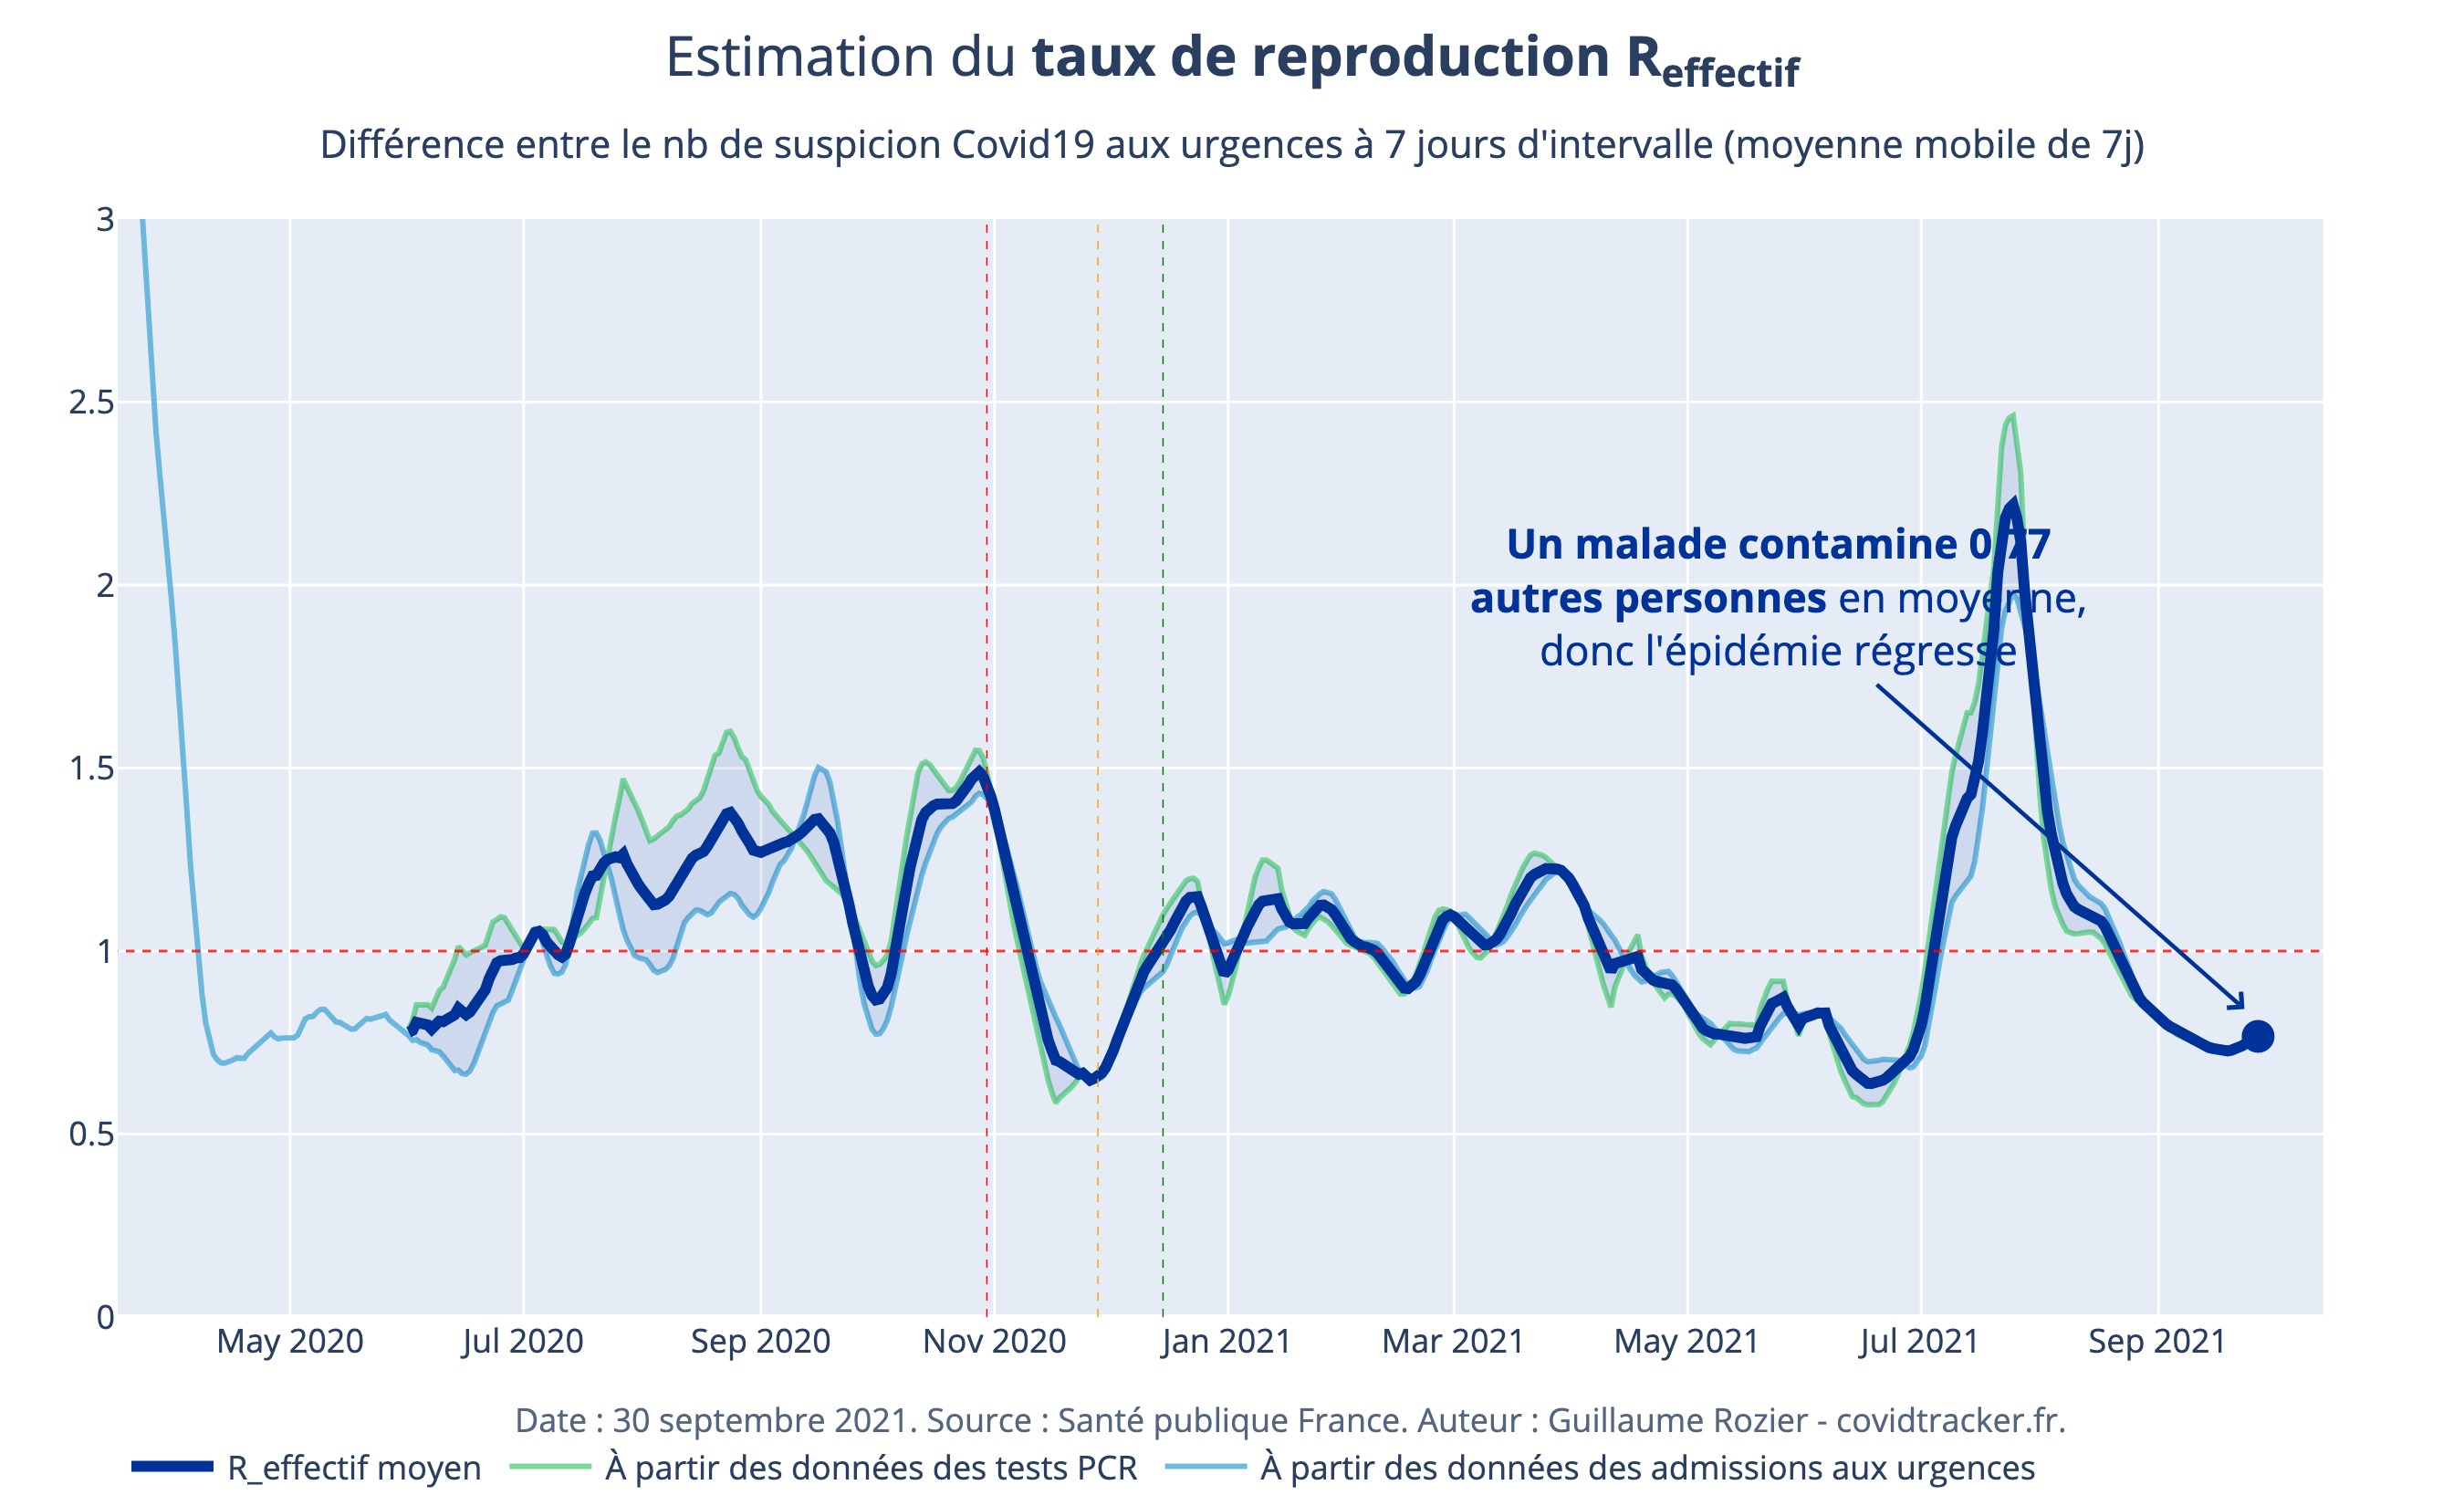 Estimation du taux de reproduction Reffectif
Différence entre le nb de suspicion Covid19 aux urgences à 7 jours d'intervalle (moyenne mobile de 7j)
3
2.5
2
1.5
1
0.5
0
Un malade contamine 0.77
autres personnes en moyenne,
donc l'épidémie régresse
May 2020
Jul 2020
Sep 2020
Nov 2020
Jan 2021
Mar 2021
May 2021
Jul 2021
Sep 2021
Date : 30 septembre 2021. Source : Santé publique France. Auteur : Guillaume Rozier - covidtracker.fr.
R_effectif moyen
À partir des données des tests PCR
À partir des données des admissions aux urgences